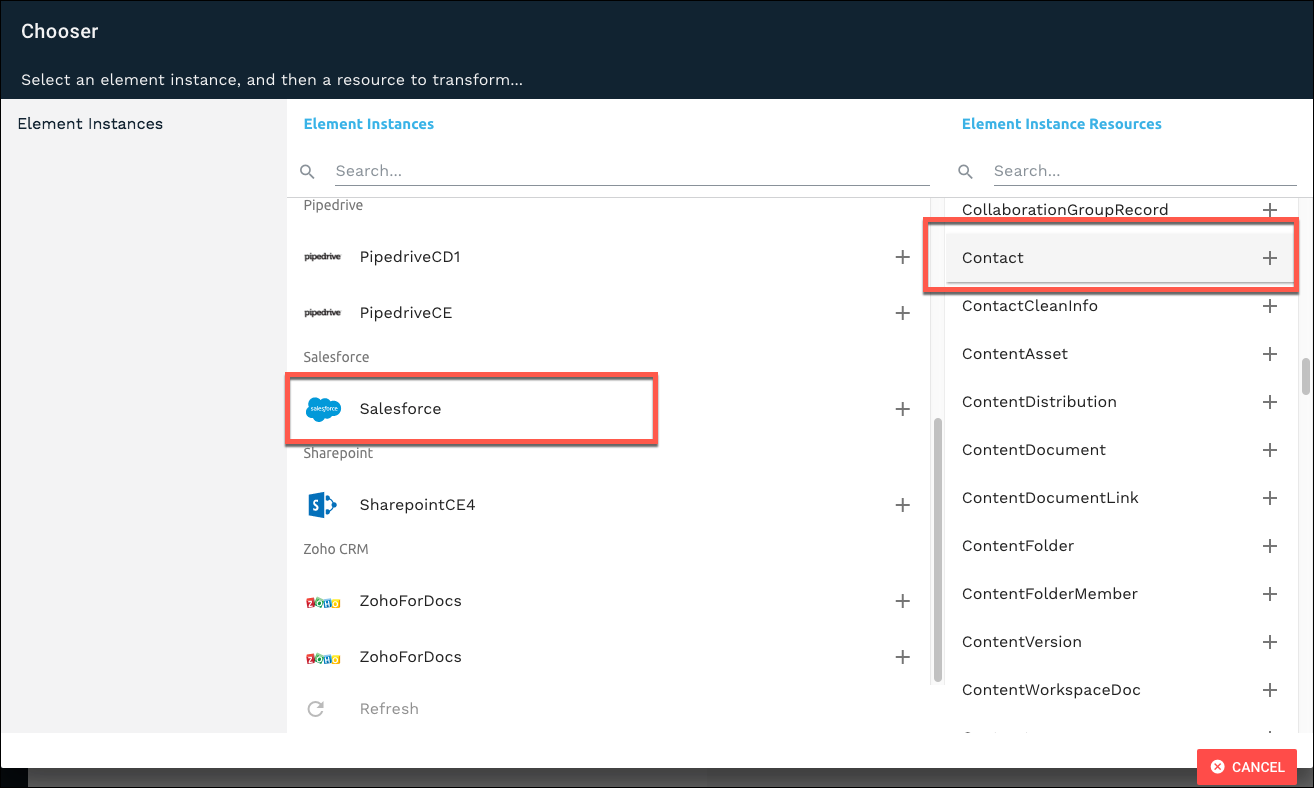 Chooser
Select an element instance, and then a resource to transform...
Element Instances
Element Instances
Search...
Pipedrive
pipedrive PipedriveCD1
pipedrive PipedriveCE
Salesforce
salesforce Salesforce
Sharepoint
S SharepointCE4
Zoho CRM
ZOHO ZohoForDocs
ZOHO ZohoForDocs
Refresh
Element Instance Resources
Search...
CollaborationGroupRecord
Contact
ContactCleanInfo
ContentAsset
ContentDistribution
ContentDocument
ContentDocumentLink
ContentFolder
ContentFolderMember
ContentVersion
ContentWorkspaceDoc
CANCEL